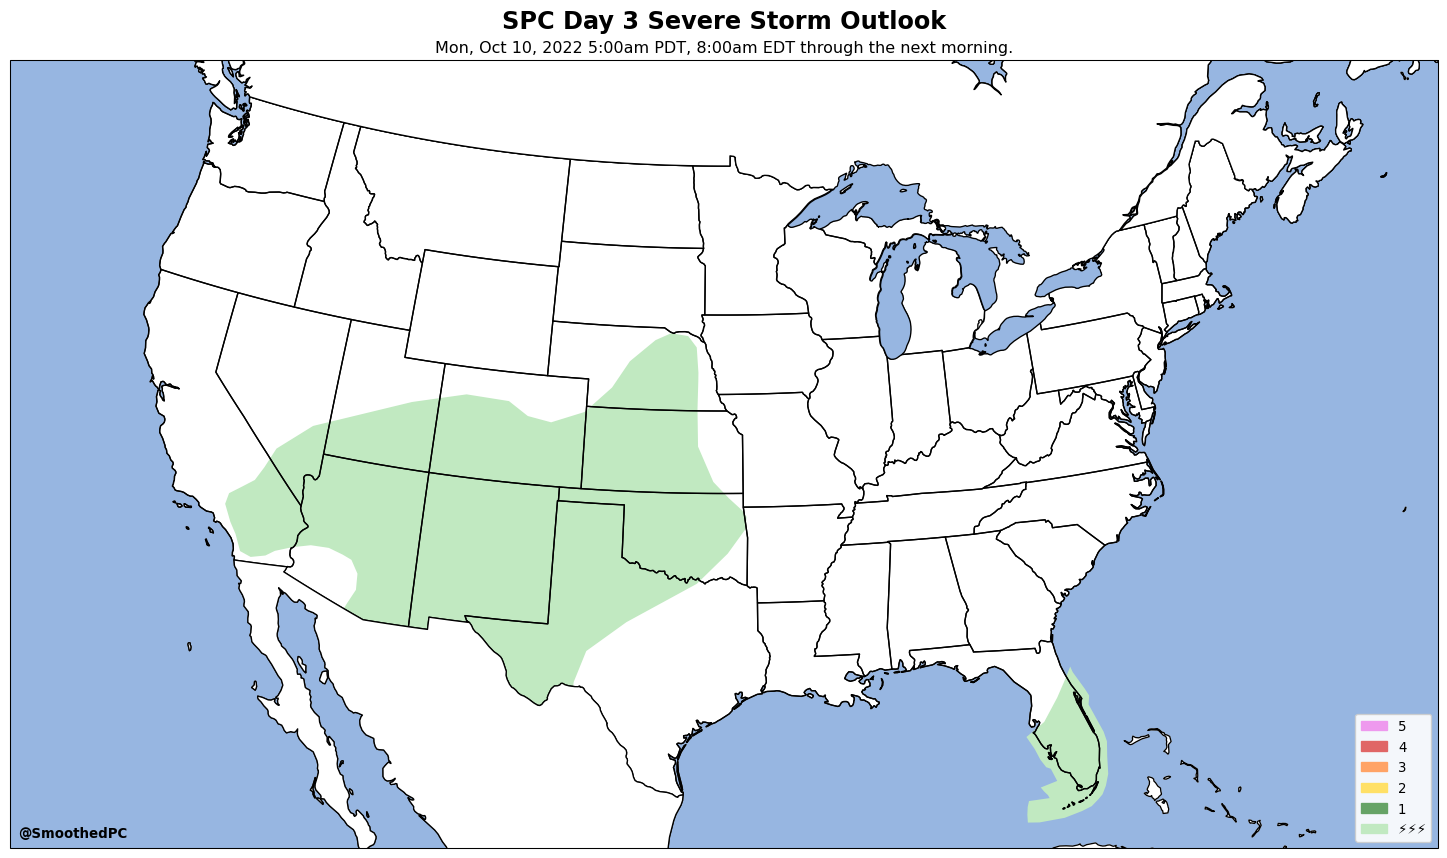 SPC Day 3 Severe Storm Outlook
Mon, Oct 10, 2022 5:00am PDT, 8:00am EDT through the next morning.
5
4
3
2
1
⚡⚡⚡
@SmoothedPC